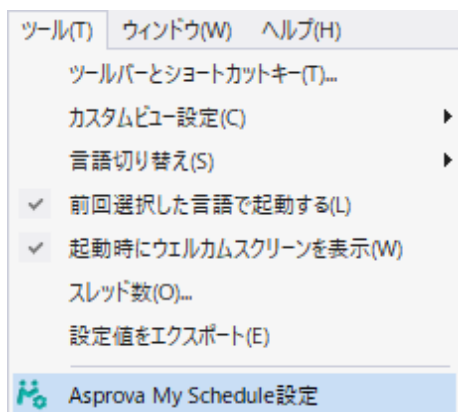 ツール(T) ウィンドウ(W) ヘルプ(H)
ツールバーとショートカットキー(T)...
カスタムビュー設定(C)
言語切り替え(S)
前回選択した言語で起動する(L)
起動時にウエルカムスクリーンを表示(W)
スレッド数(O)...
設定値をエクスポート(E)
Asprova My Schedule設定